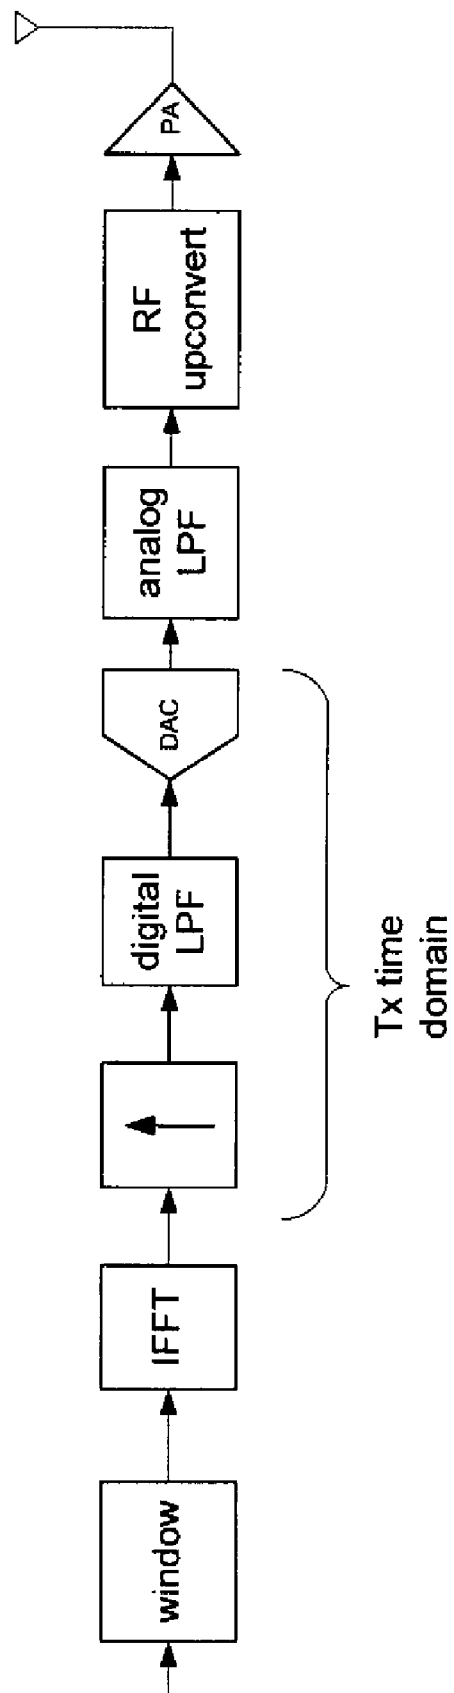 window
IFFT
digital
LPF
DAC
analog
LPF
RF
upconvert
PA
Tx time
domain